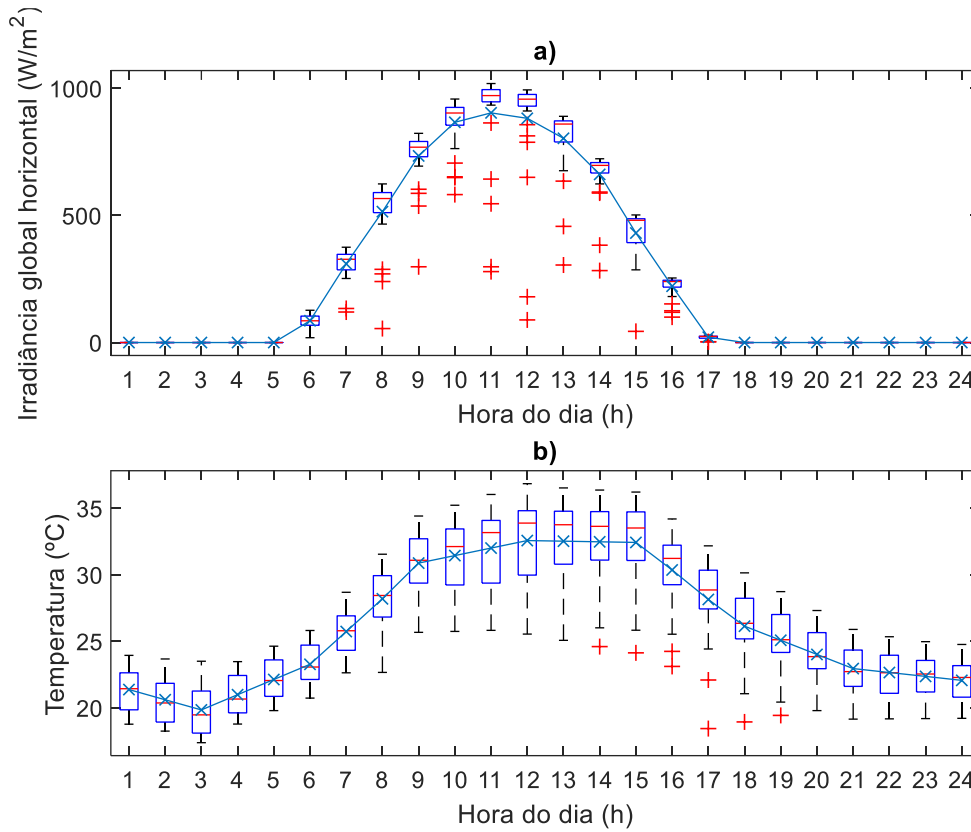 a)
Irradiância global horizontal (W/m²)
1000
500
0
1 2 3 4 5 6 7 8 9 10 11 12 13 14 15 16 17 18 19 20 21 22 23 24
Hora do dia (h)
b)
Temperatura (ºC)
35
30
25
20
1 2 3 4 5 6 7 8 9 10 11 12 13 14 15 16 17 18 19 20 21 22 23 24
Hora do dia (h)